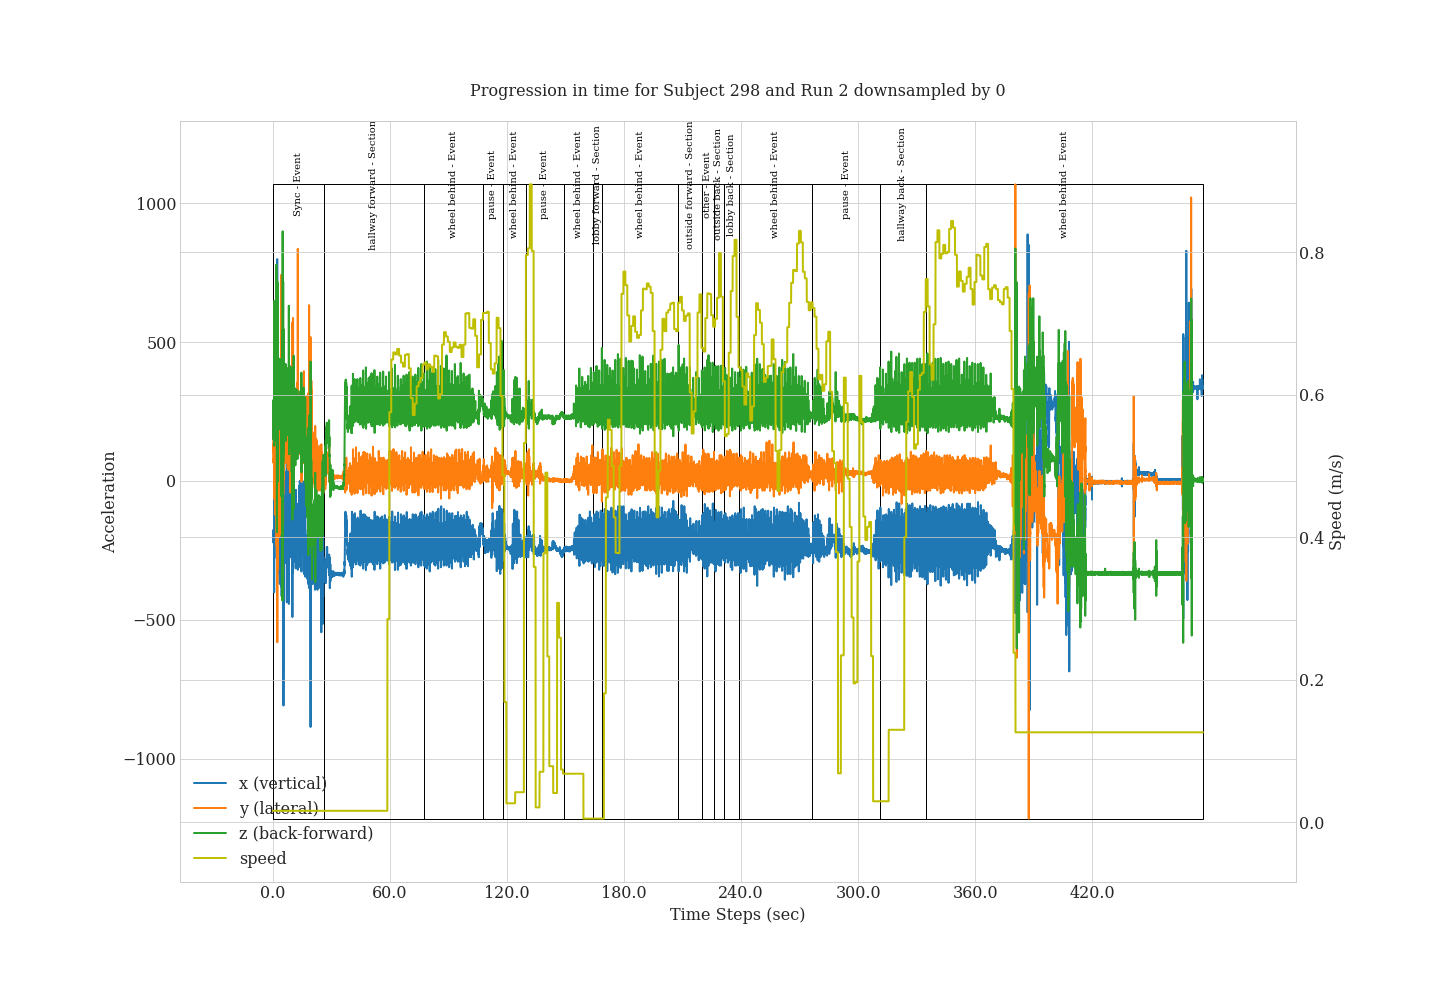 Progression in time for Subject 298 and Run 2 downsampled by 0
Sync - Event
hallway forward - Section
wheel behind - Event
pause - Event
wheel behind - Event
pause - Event
wheel behind - Event
lobby forward - Section
wheel behind - Event
outside forward - Section
other - Event
outside back - Section
lobby back - Section
wheel behind - Event
pause - Event
hallway back - Section
wheel behind - Event
1000
500
0
−500
−1000
Acceleration
0.8
0.6
0.4
0.2
0.0
Speed (m/s)
x (vertical)
y (lateral)
z (back-forward)
speed
0.0 60.0 120.0 180.0 240.0 300.0 360.0 420.0
Time Steps (sec)